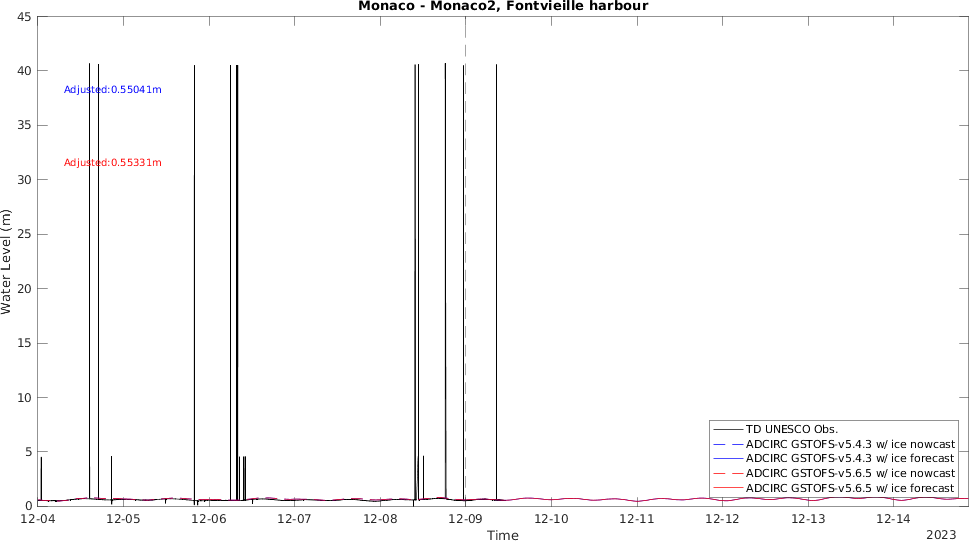 Monaco - Monaco2, Fontvieille harbour
45
40
35
30
25
20
15
10
5
0
Water Level (m)
Adjusted:0.55041m
Adjusted:0.55331m
TD UNESCO Obs.
ADCIRC GSTOFS-v5.4.3 w/ ice nowcast
ADCIRC GSTOFS-v5.4.3 w/ ice forecast
ADCIRC GSTOFS-v5.6.5 w/ ice nowcast
ADCIRC GSTOFS-v5.6.5 w/ ice forecast
12-04 12-05 12-06 12-07 12-08 12-09 12-10 12-11 12-12 12-13 12-14
Time
2023